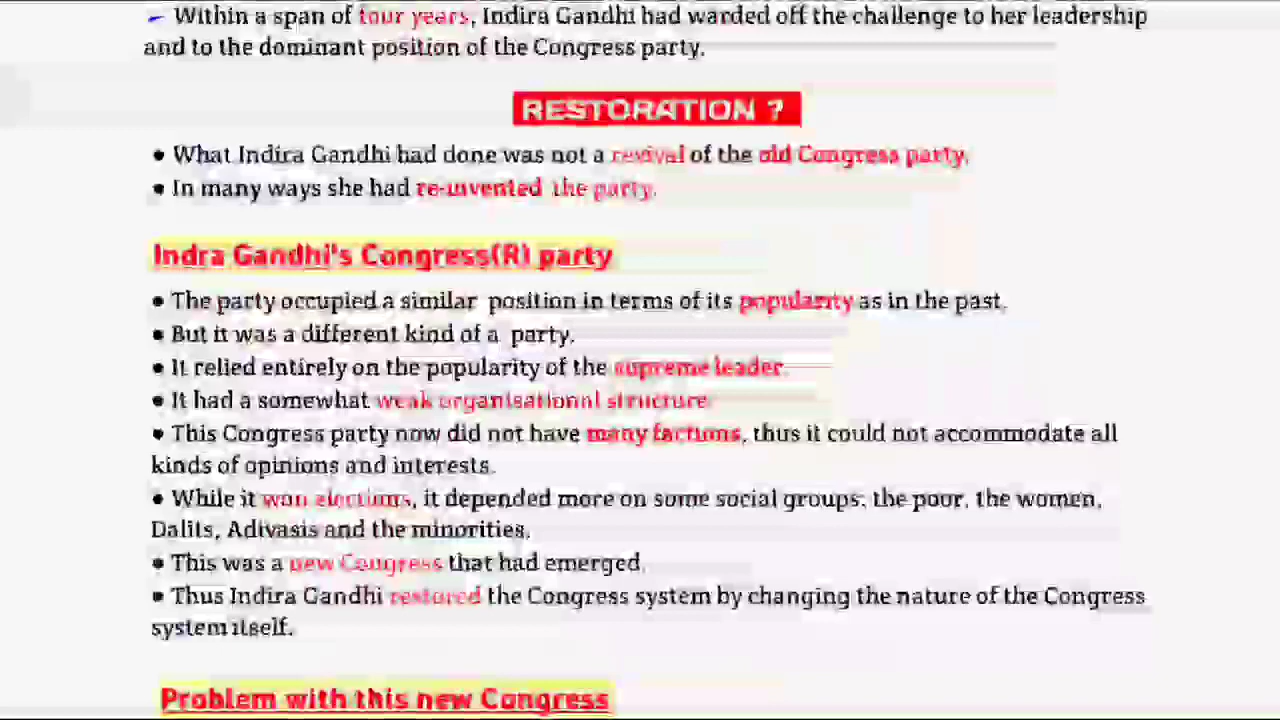 Within a span of four years, Indira Gandhi had warded off the challenge to her leadership
and to the dominant position of the Congress party.
RESTORATION ?
• What Indira Gandhi had done was not a revival of the old Congress party.
• In many ways she had re-invented the party.
Indra Gandhi's Congress(R) party
• The party occupied a similar position in terms of its popularity as in the past.
• But it was a different kind of a party.
• It relied entirely on the popularity of the supreme leader.
• It had a somewhat weak organisational structure.
• This Congress party now did not have many factions, thus it could not accommodate all
kinds of opinions and interests.
• While it won elections, it depended more on some social groups: the poor, the women,
Dalits, Adivasis and the minorities.
• This was a new Congress that had emerged.
• Thus Indira Gandhi restored the Congress system by changing the nature of the Congress
system itself.
Problem with this new Congress